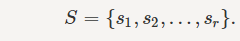 S = {s₁, s₂, . . . , sᵣ}.